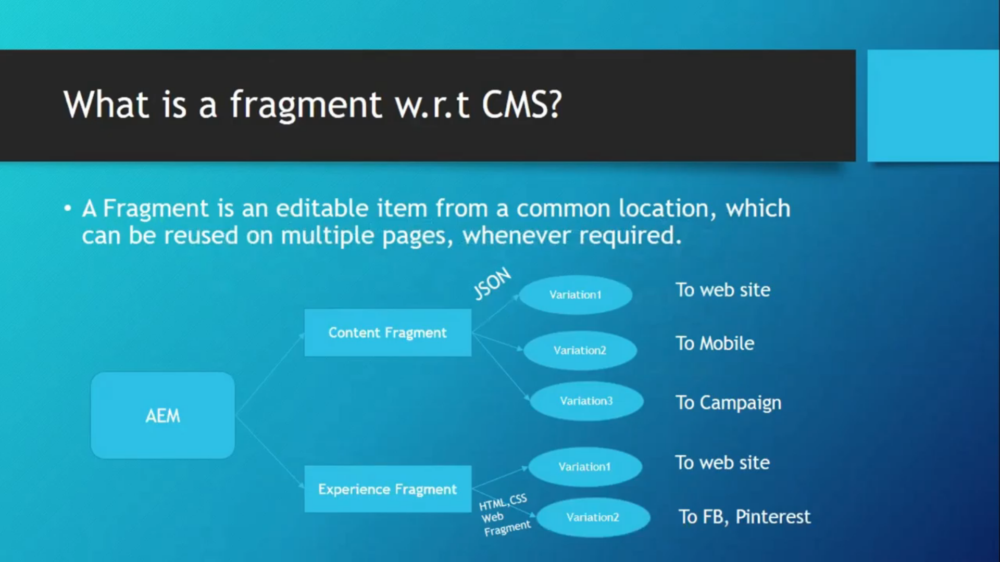 What is a fragment w.r.t CMS?
• A Fragment is an editable item from a common location, which
can be reused on multiple pages, whenever required.
JSON
Variation1
To web site
Content Fragment
Variation2
To Mobile
Variation3
To Campaign
AEM
Variation1
To web site
Experience Fragment
HTML,CSS
Web
Fragment
Variation2
To FB, Pinterest